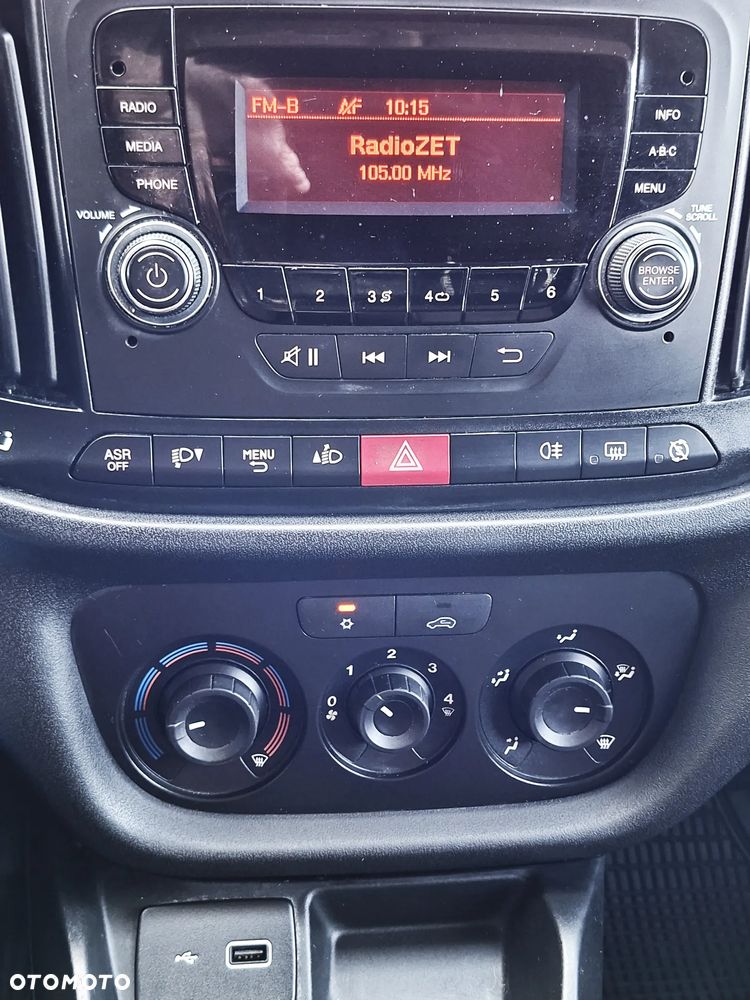 FM-B AF 10:15
RadioZET
105.00 MHz
RADIO
MEDIA
PHONE
INFO
A·B·C
MENU
VOLUME
TUNE
SCROLL
BROWSE
ENTER
1 2 3 4 5 6
ASR
OFF
MENU
0 1 2 3 4
OTOMOTO